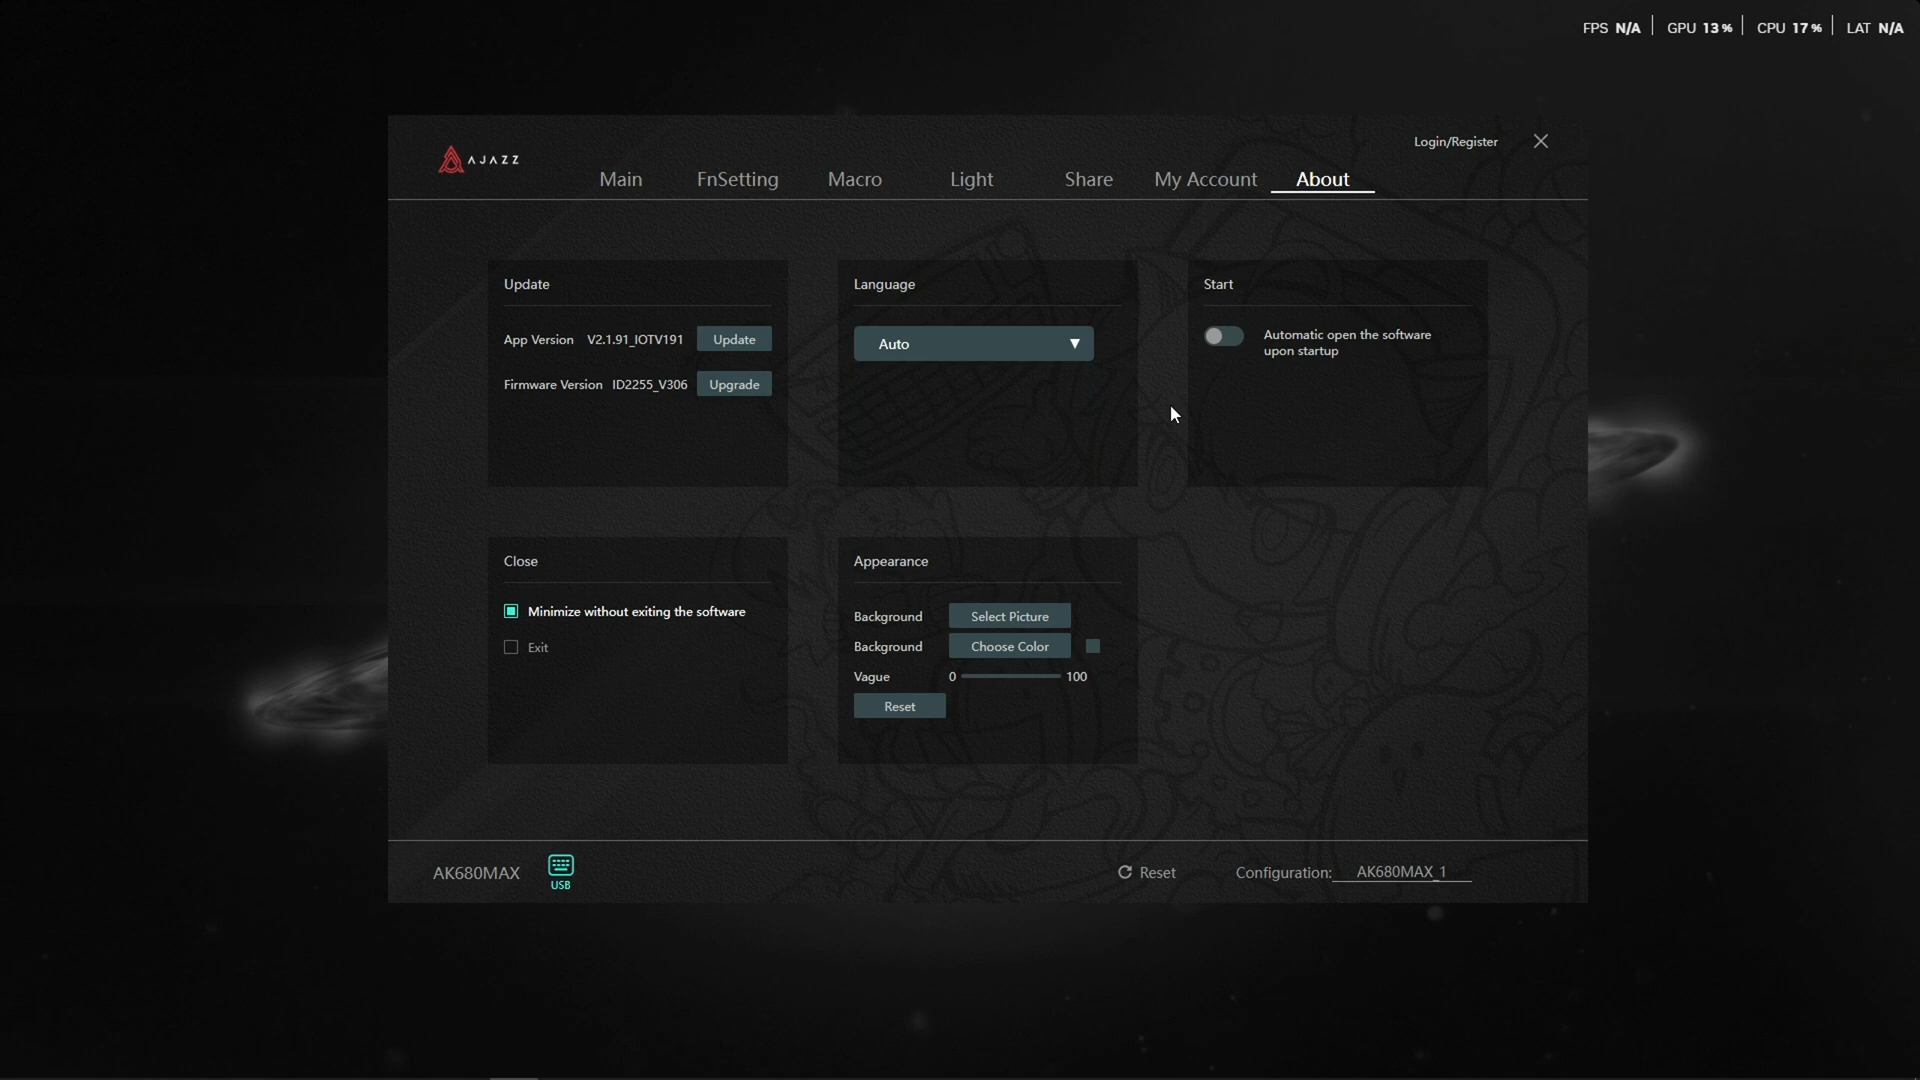 FPS N/A GPU 13% CPU 17% LAT N/A
Login/Register
AJAZZ
Main FnSetting Macro Light Share My Account About
Update
App Version V2.1.91_IOTV191 Update
Firmware Version ID2255_V306 Upgrade
Language
Auto
Start
Automatic open the software
upon startup
Close
Minimize without exiting the software
Exit
Appearance
Background Select Picture
Background Choose Color
Vague 0 100
Reset
AK680MAX USB Reset Configuration: AK680MAX_1